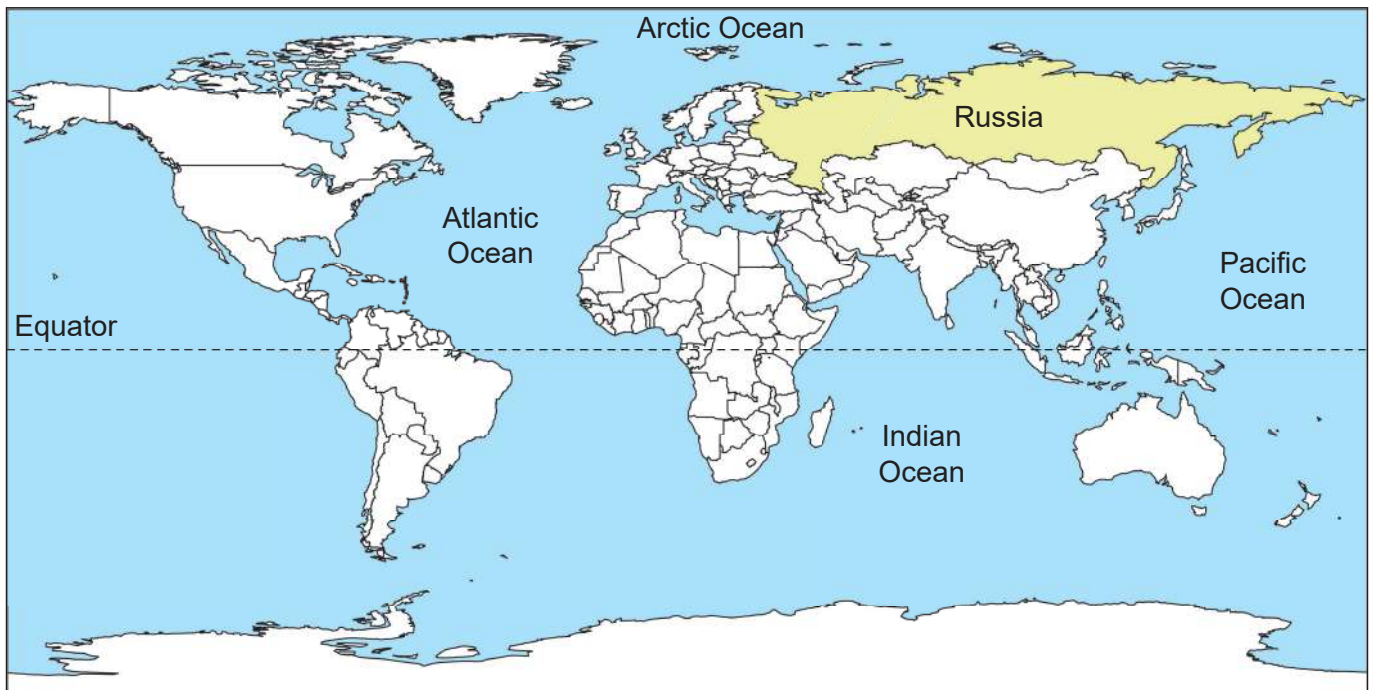 Arctic Ocean
Russia
Atlantic
Ocean
Pacific
Ocean
Equator
Indian
Ocean